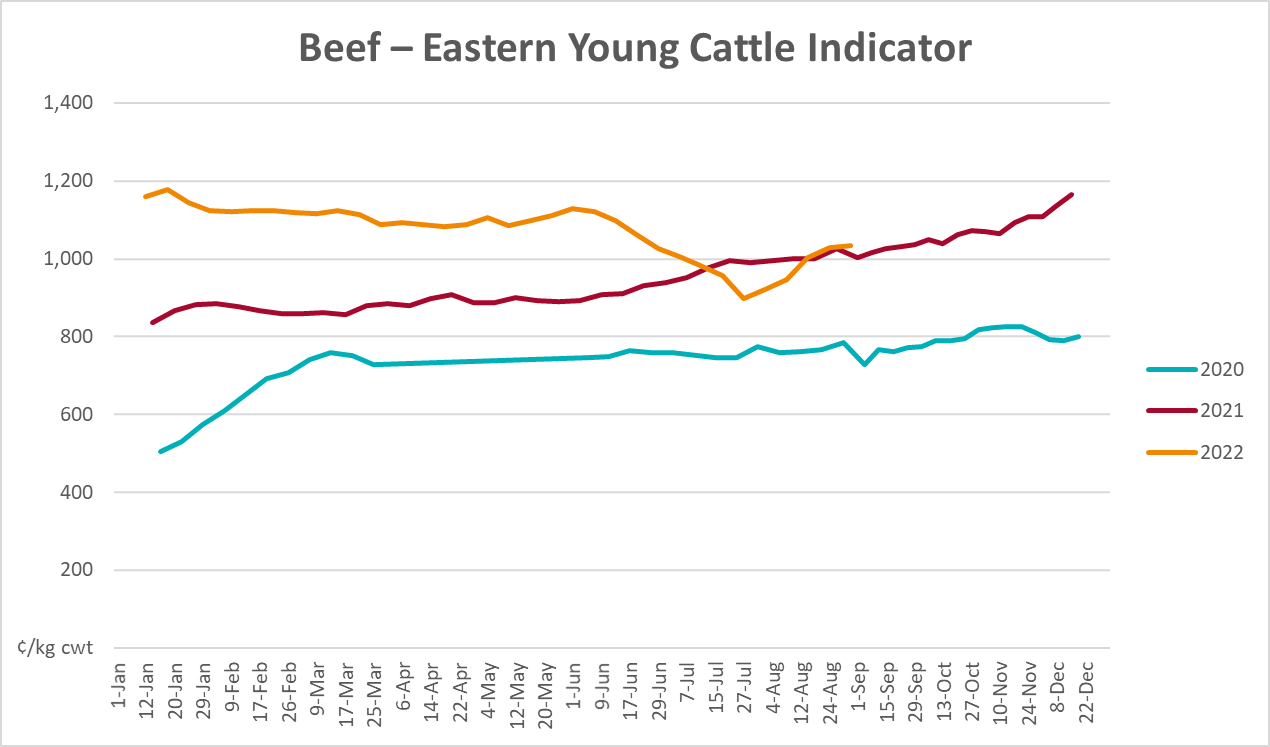 Beef – Eastern Young Cattle Indicator
1,400
1,200
1,000
800
600
400
200
¢/kg cwt
1-Jan
12-Jan
20-Jan
29-Jan
9-Feb
17-Feb
26-Feb
9-Mar
17-Mar
25-Mar
6-Apr
14-Apr
22-Apr
4-May
12-May
20-May
1-Jun
9-Jun
17-Jun
29-Jun
7-Jul
15-Jul
27-Jul
4-Aug
12-Aug
24-Aug
1-Sep
15-Sep
29-Sep
13-Oct
27-Oct
10-Nov
24-Nov
8-Dec
22-Dec
2020
2021
2022